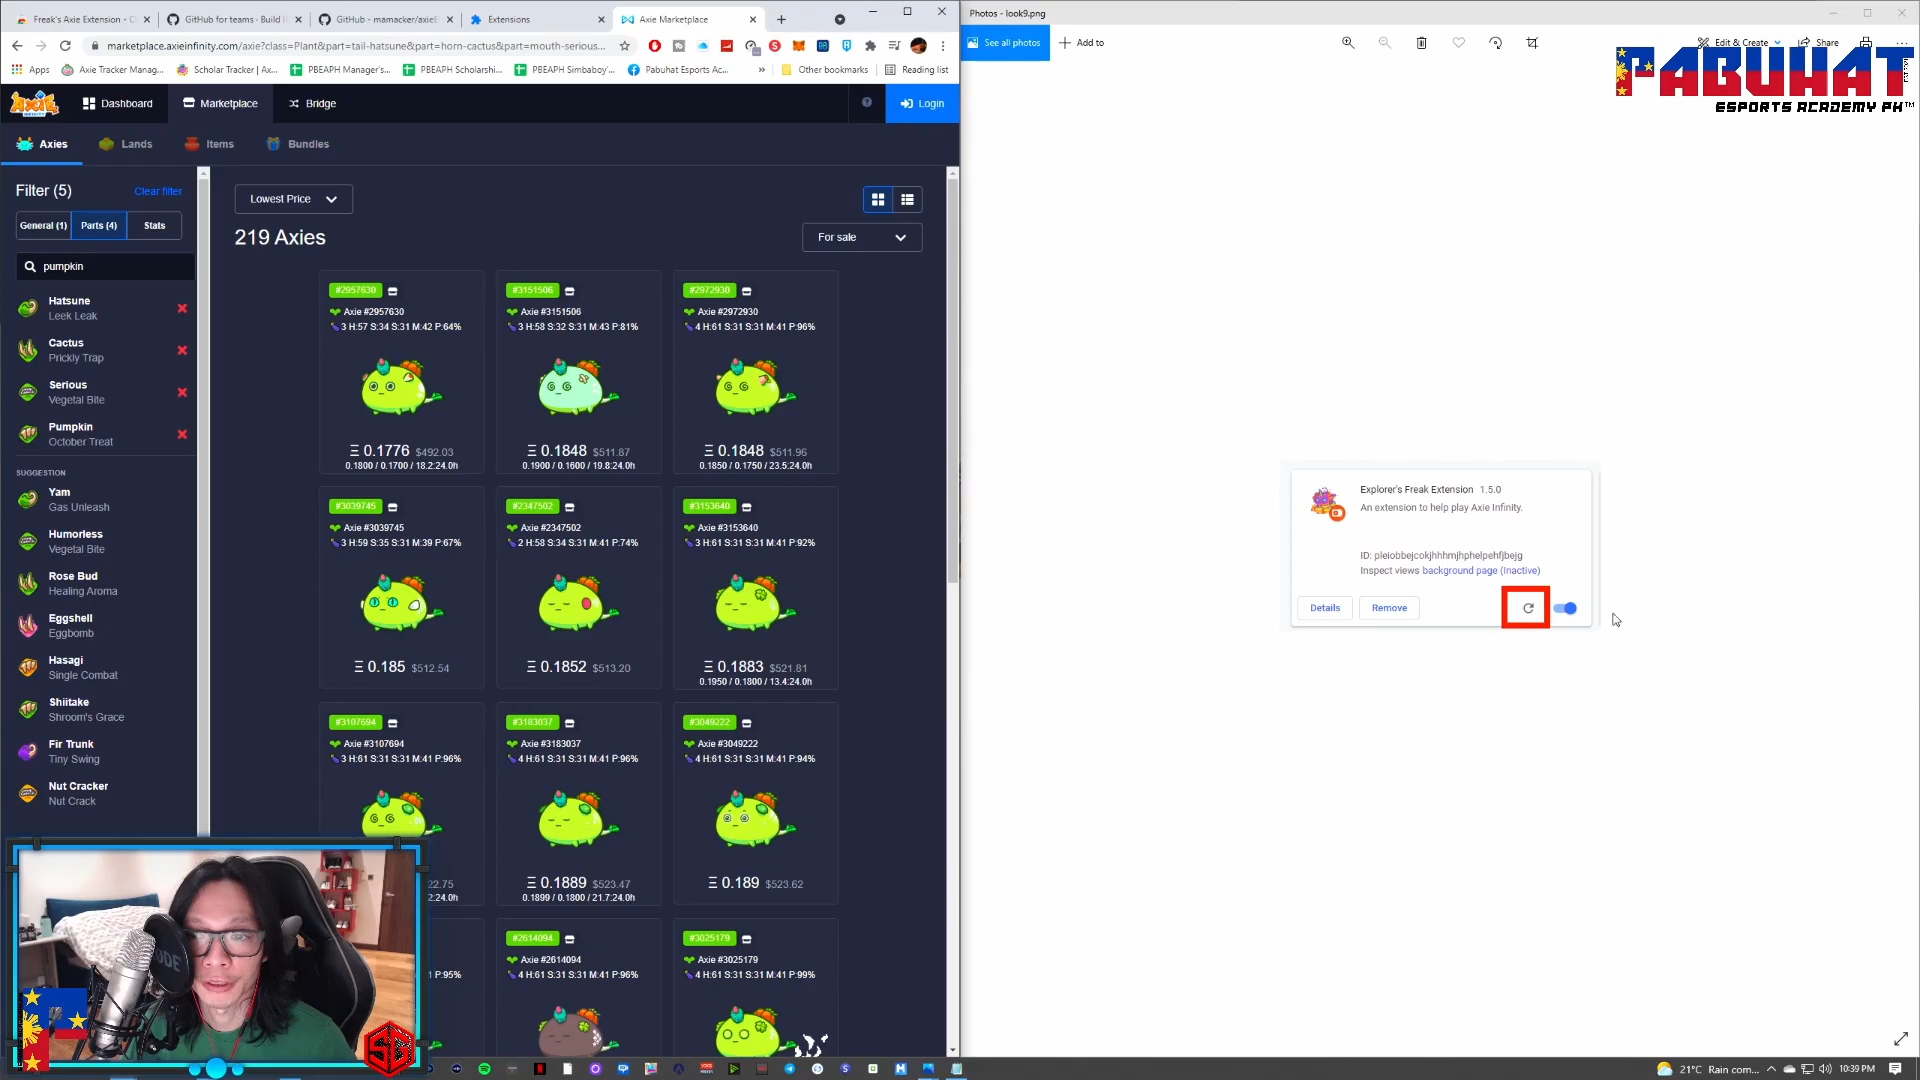 Freak's Axie Extension - C
GitHub for teams - Build l
GitHub - mamacker/axieE
Extensions
Axie Marketplace
Photos - look9.png
marketplace.axieinfinity.com/axie?class=Plant&part=tail-hatsune&part=horn-cactus&part=mouth-serious...
See all photos
Add to
Edit & Create
Share
Apps
Axie Tracker Manag...
Scholar Tracker | Ax...
PBEAPH Manager's...
PBEAPH Scholarshi...
PBEAPH Simbaboy'...
Pabuhat Esports Ac...
Other bookmarks
Reading list
PABUHAT
ESPORTS ACADEMY PH™
Dashboard
Marketplace
Bridge
Login
Axies
Lands
Items
Bundles
Filter (5)
Clear filter
General (1)
Parts (4)
Stats
pumpkin
Hatsune
Leek Leak
Cactus
Prickly Trap
Serious
Vegetal Bite
Pumpkin
October Treat
SUGGESTION
Yam
Gas Unleash
Humorless
Vegetal Bite
Rose Bud
Healing Aroma
Eggshell
Eggbomb
Hasagi
Single Combat
Shiitake
Shroom's Grace
Fir Trunk
Tiny Swing
Nut Cracker
Nut Crack
Lowest Price
219 Axies
For sale
#2957630
Axie #2957630
3 H:57 S:34 S:31 M:42 P:64%
Ξ 0.1776 $492.03
0.1800 / 0.1700 / 18.2:24.0h
#3151506
Axie #3151506
3 H:58 S:32 S:31 M:43 P:81%
Ξ 0.1848 $511.87
0.1900 / 0.1600 / 19.8:24.0h
#2972930
Axie #2972930
4 H:61 S:31 S:31 M:41 P:96%
Ξ 0.1848 $511.96
0.1850 / 0.1750 / 23.5:24.0h
#3039745
Axie #3039745
3 H:59 S:35 S:31 M:39 P:67%
Ξ 0.185 $512.54
#2347502
Axie #2347502
2 H:58 S:34 S:31 M:41 P:74%
Ξ 0.1852 $513.20
#3153640
Axie #3153640
3 H:61 S:31 S:31 M:41 P:92%
Ξ 0.1883 $521.81
0.1950 / 0.1800 / 13.4:24.0h
#3107694
Axie #3107694
3 H:61 S:31 S:31 M:41 P:96%
22.75
2:24.0h
#3183037
Axie #3183037
4 H:61 S:31 S:31 M:41 P:96%
Ξ 0.1889 $523.47
0.1899 / 0.1800 / 21.7:24.0h
#3049222
Axie #3049222
4 H:61 S:31 S:31 M:41 P:94%
Ξ 0.189 $523.62
1 P:95%
#2614094
Axie #2614094
4 H:61 S:31 S:31 M:41 P:96%
#3025179
Axie #3025179
4 H:61 S:31 S:31 M:41 P:99%
Explorer's Freak Extension 1.5.0
An extension to help play Axie Infinity.
ID: pleiobbejcokjhhhmjhphelpehfjbejg
Inspect views background page (Inactive)
Details
Remove
21°C Rain com...
10:39 PM